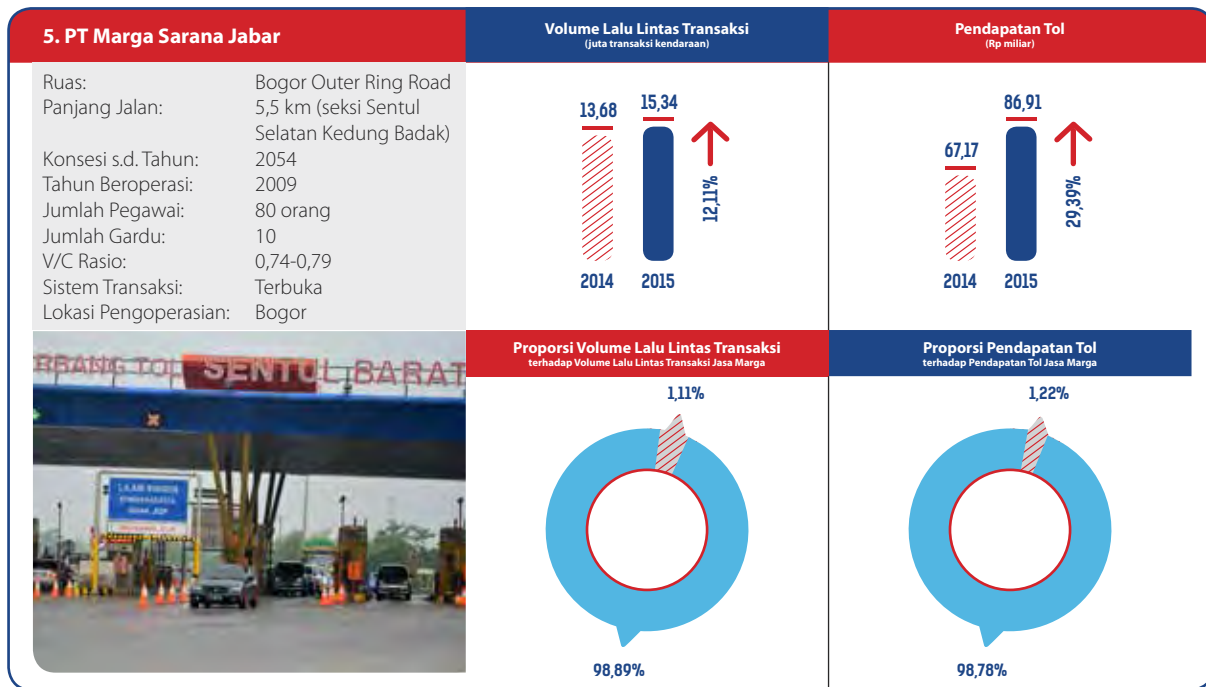 5. PT Marga Sarana Jabar
Ruas: Bogor Outer Ring Road
Panjang Jalan: 5,5 km (seksi Sentul
Selatan Kedung Badak)
Konsesi s.d. Tahun: 2054
Tahun Beroperasi: 2009
Jumlah Pegawai: 80 orang
Jumlah Gardu: 10
V/C Rasio: 0,74-0,79
Sistem Transaksi: Terbuka
Lokasi Pengoperasian: Bogor
Volume Lalu Lintas Transaksi
(juta transaksi kendaraan)
13,68 15,34
12,11%
2014 2015
Pendapatan Tol
(Rp miliar)
86,91
67,17
29,39%
2014 2015
RBANG TOL SENTUL BARAT
Proporsi Volume Lalu Lintas Transaksi
terhadap Volume Lalu Lintas Transaksi Jasa Marga
1,11%
98,89%
Proporsi Pendapatan Tol
terhadap Pendapatan Tol Jasa Marga
1,22%
98,78%